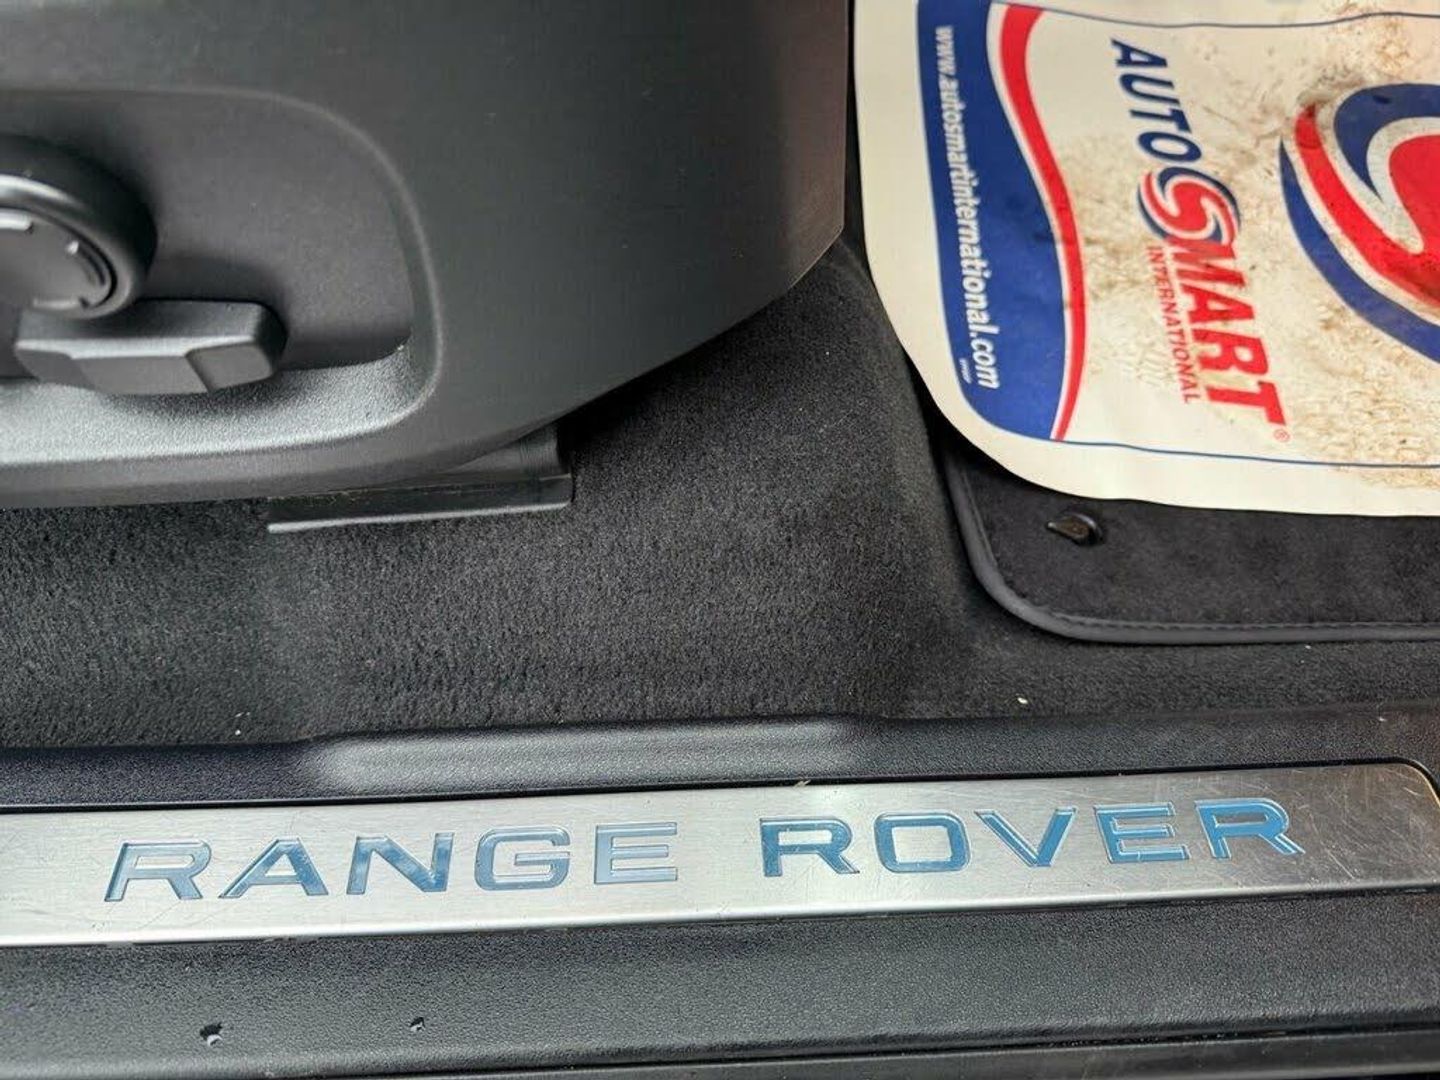 www.autosmartinternational.com
AUTOSMART®
INTERNATIONAL
RANGE ROVER